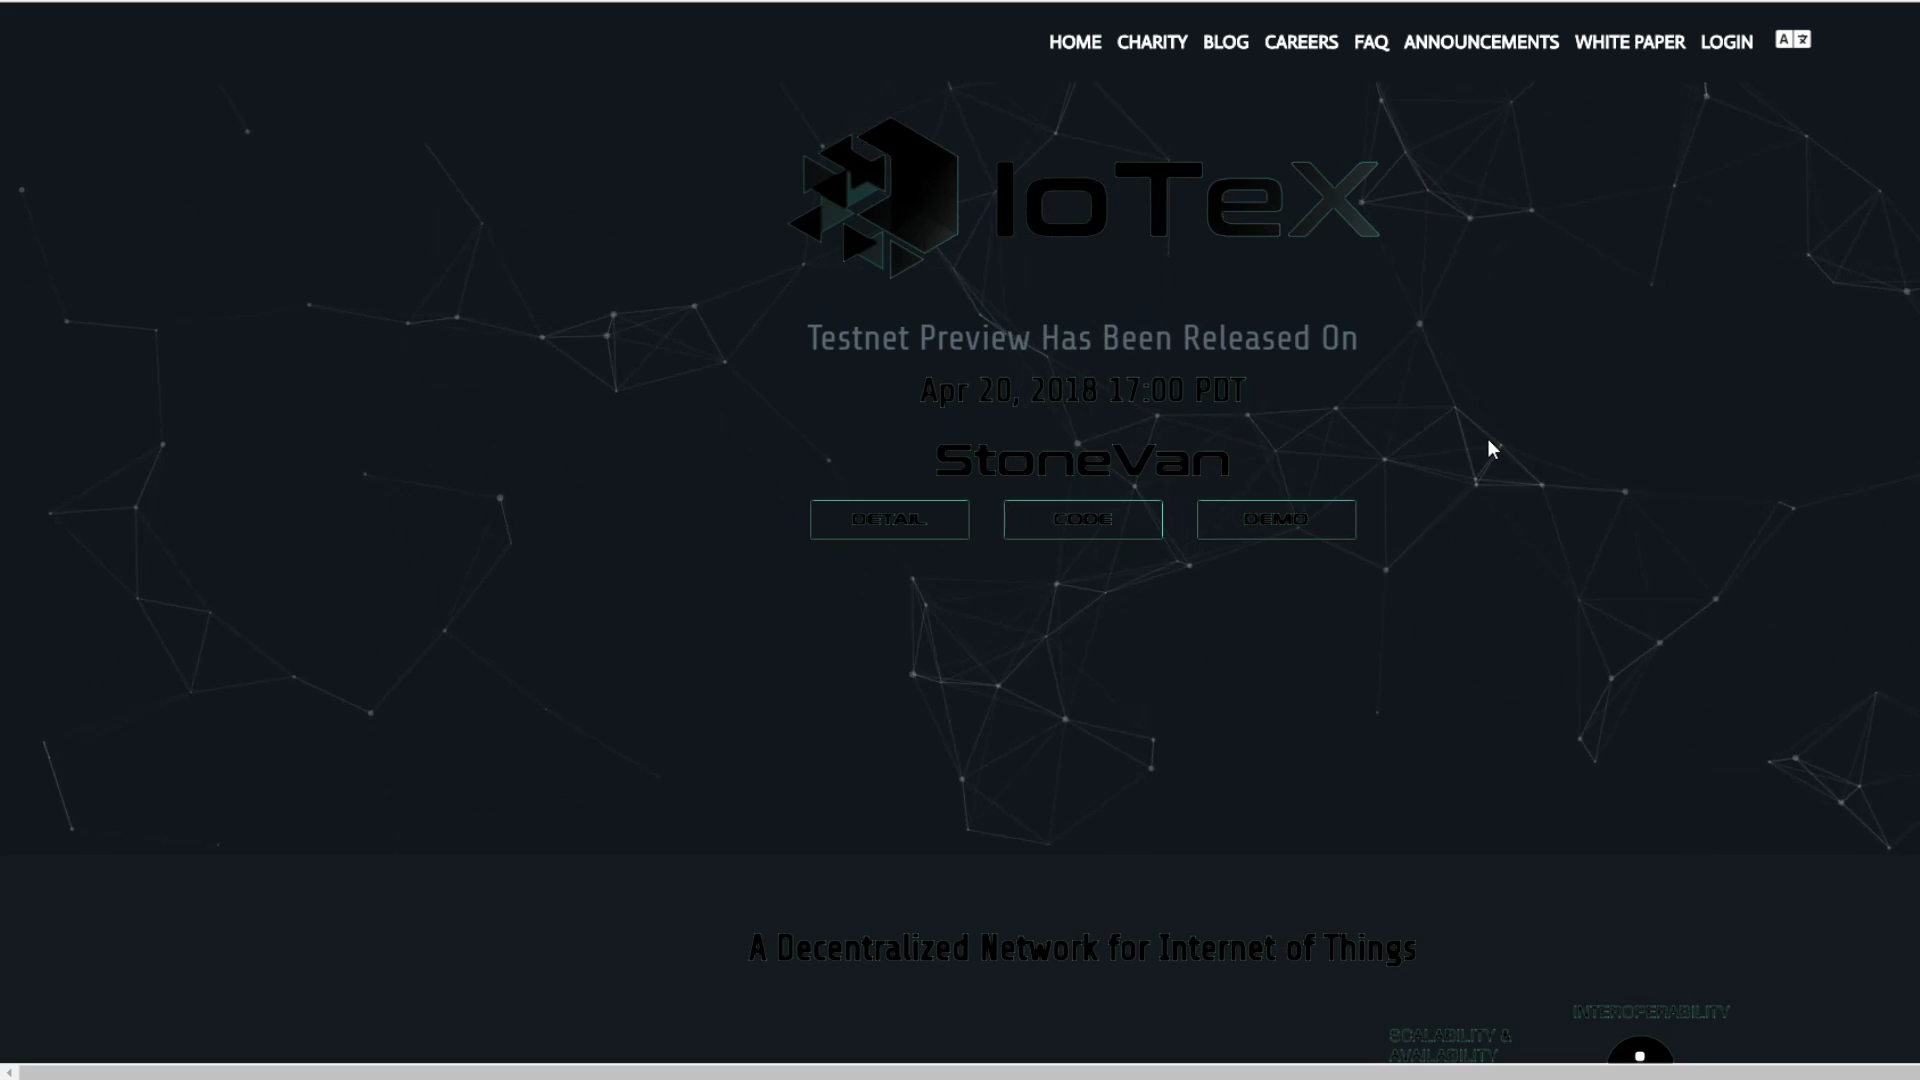 HOME CHARITY BLOG CAREERS FAQ ANNOUNCEMENTS WHITE PAPER LOGIN
IoTeX
Testnet Preview Has Been Released On
Apr 20, 2018 17:00 PDT
StoneVan
DETAIL CODE DEMO
A Decentralized Network for Internet of Things
INTEROPERABILITY
SCALABILITY &
AVAILABILITY